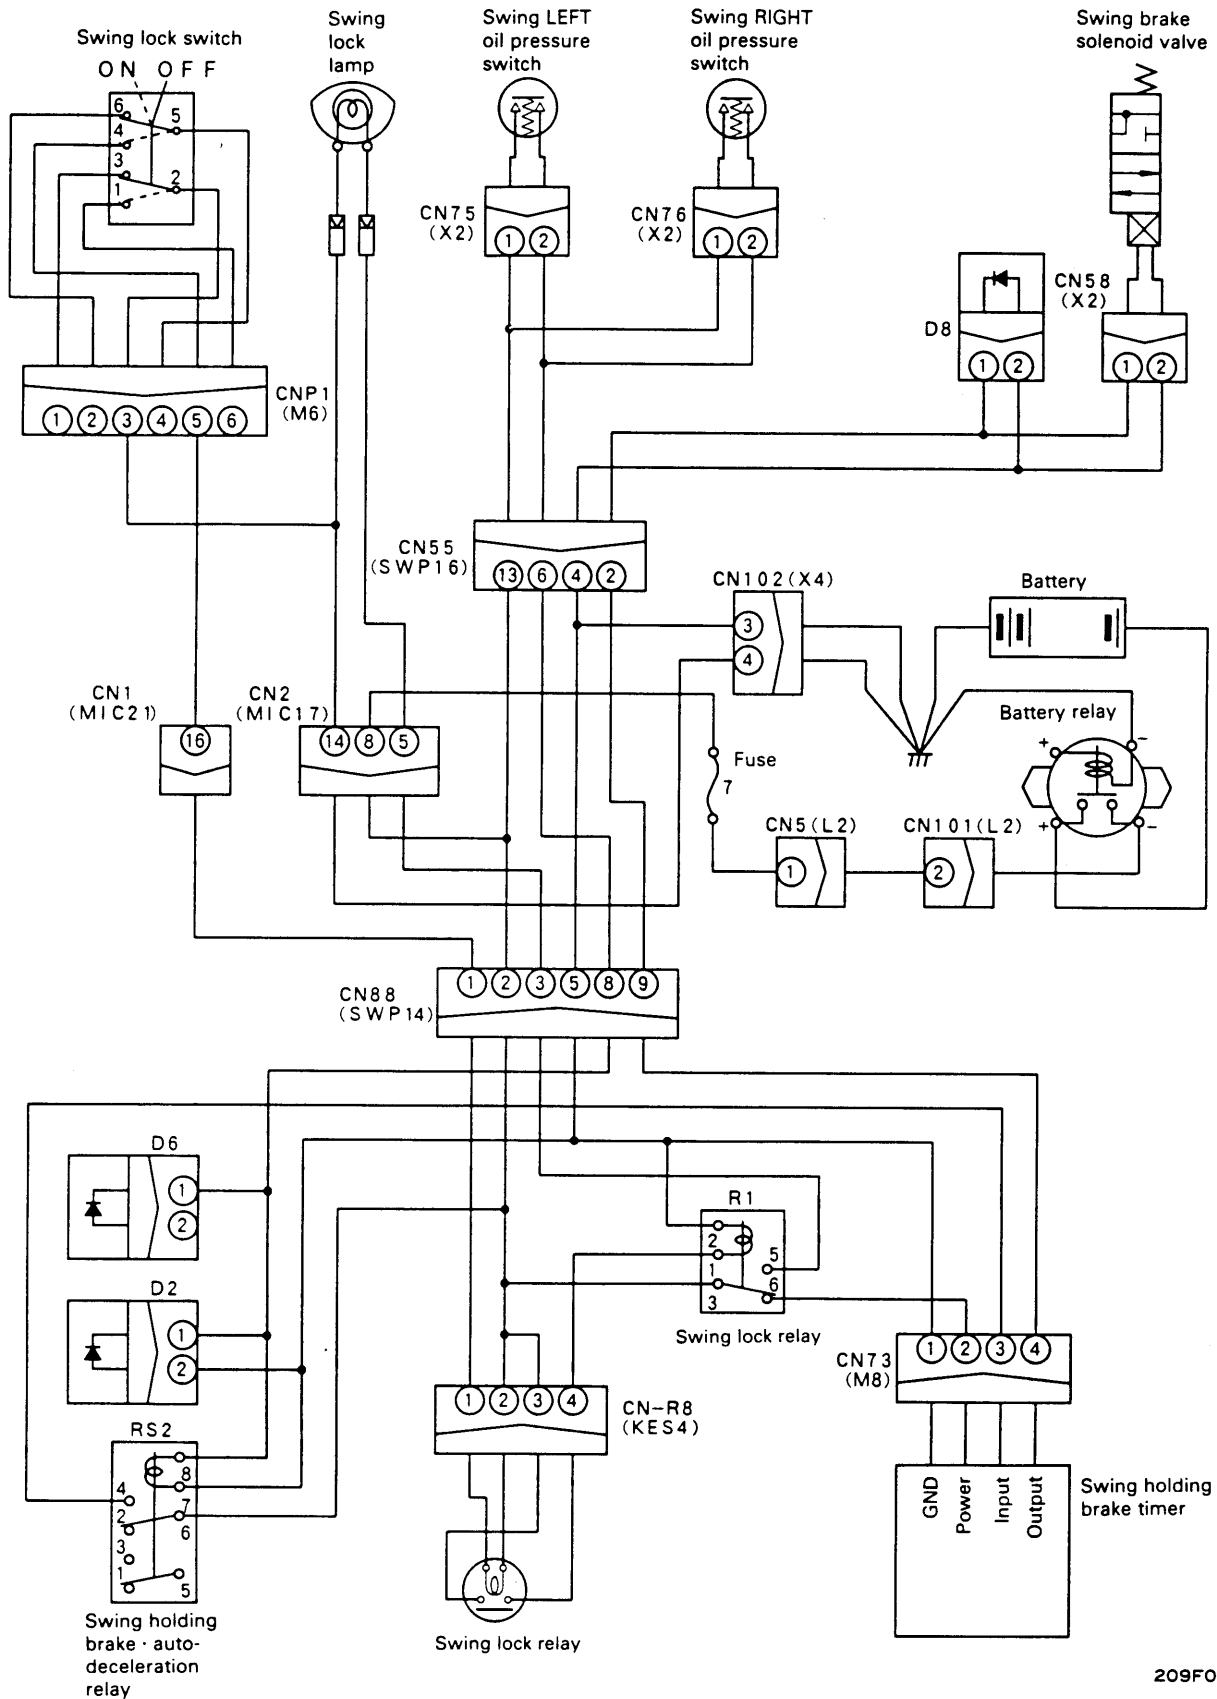 Swing lock switch
ON OFF
6
5
4
3
2
1
Swing
lock
lamp
Swing LEFT
oil pressure
switch
Swing RIGHT
oil pressure
switch
Swing brake
solenoid valve
CN75
(X2)
1 2
CN76
(X2)
1 2
D8
1 2
CN58
(X2)
1 2
CNP1
(M6)
1 2 3 4 5 6
CN55
(SWP16)
13 6 4 2
CN102(X4)
3
4
Battery
CN1
(MIC21)
16
CN2
(MIC17)
14 8 5
Fuse
7
Battery relay
+ −
+ −
CN5(L2)
1
CN101(L2)
2
CN88
(SWP14)
1 2 3 5 8 9
D6
1
2
D2
1
2
R1
2
5
1
6
3
Swing lock relay
CN73
(M8)
1 2 3 4
CN-R8
(KES4)
1 2 3 4
RS2
8
4
7
2
6
3
1
5
Swing holding
brake · auto-
deceleration
relay
Swing lock relay
GND
Power
Input
Output
Swing holding
brake timer
209F0